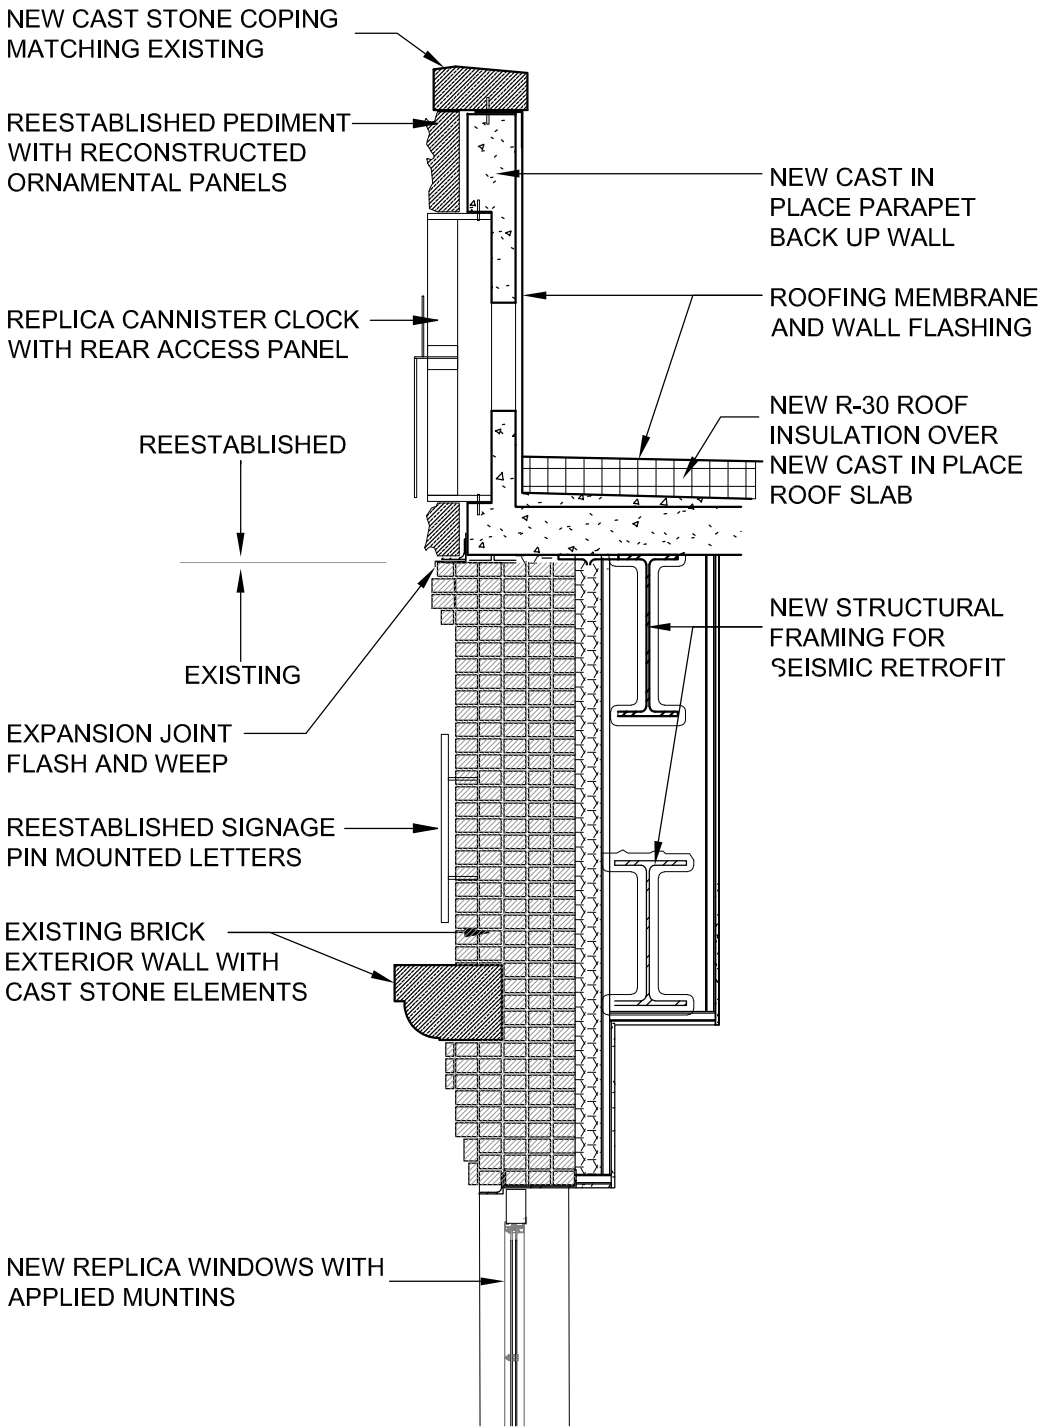 NEW CAST STONE COPING
MATCHING EXISTING
REESTABLISHED PEDIMENT
WITH RECONSTRUCTED
ORNAMENTAL PANELS
NEW CAST IN
PLACE PARAPET
BACK UP WALL
ROOFING MEMBRANE
AND WALL FLASHING
REPLICA CANNISTER CLOCK
WITH REAR ACCESS PANEL
NEW R-30 ROOF
INSULATION OVER
NEW CAST IN PLACE
ROOF SLAB
REESTABLISHED
EXISTING
NEW STRUCTURAL
FRAMING FOR
SEISMIC RETROFIT
EXPANSION JOINT
FLASH AND WEEP
REESTABLISHED SIGNAGE
PIN MOUNTED LETTERS
EXISTING BRICK
EXTERIOR WALL WITH
CAST STONE ELEMENTS
NEW REPLICA WINDOWS WITH
APPLIED MUNTINS